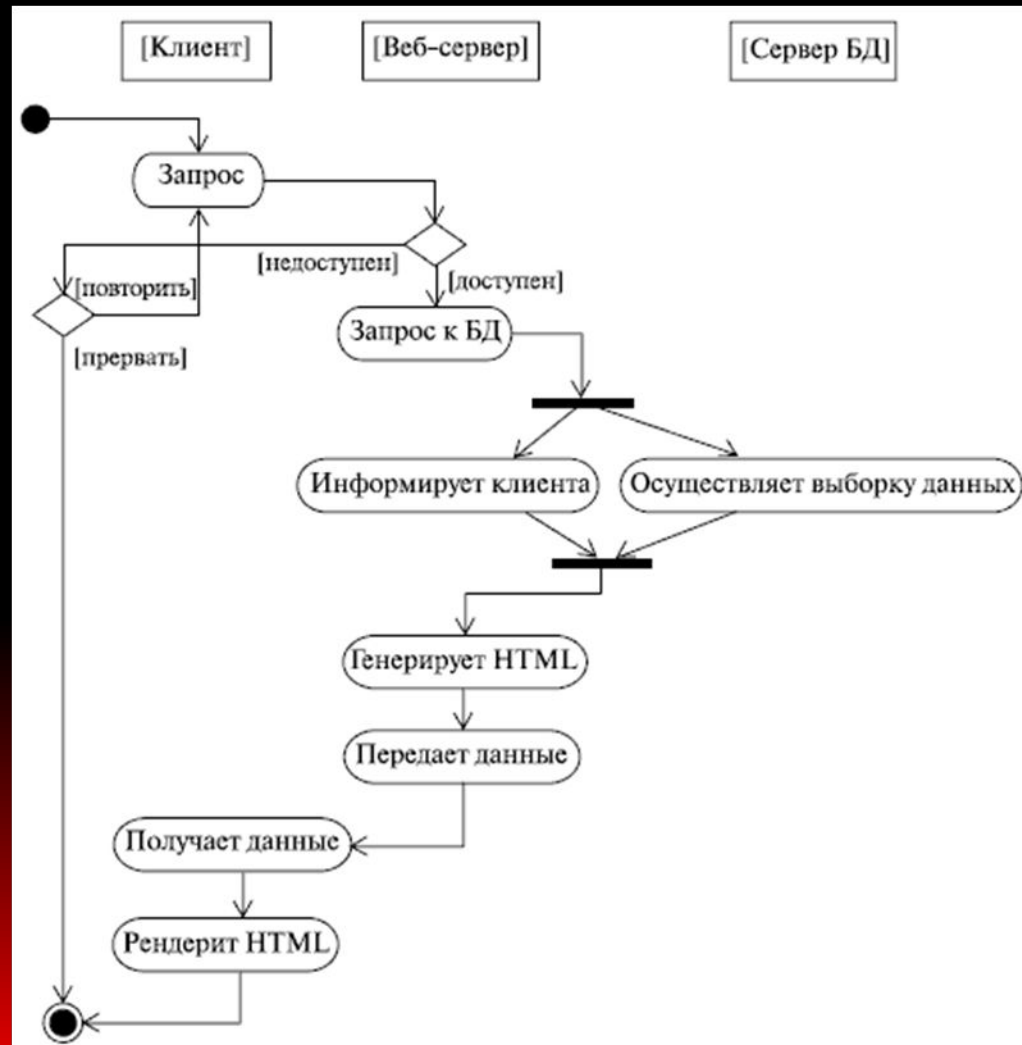 [Клиент]
[Веб-сервер]
[Сервер БД]
Запрос
[недоступен]
[повторить]
[доступен]
Запрос к БД
[прервать]
Информирует клиента
Осуществляет выборку данных
Генерирует HTML
Передает данные
Получает данные
Рендерит HTML